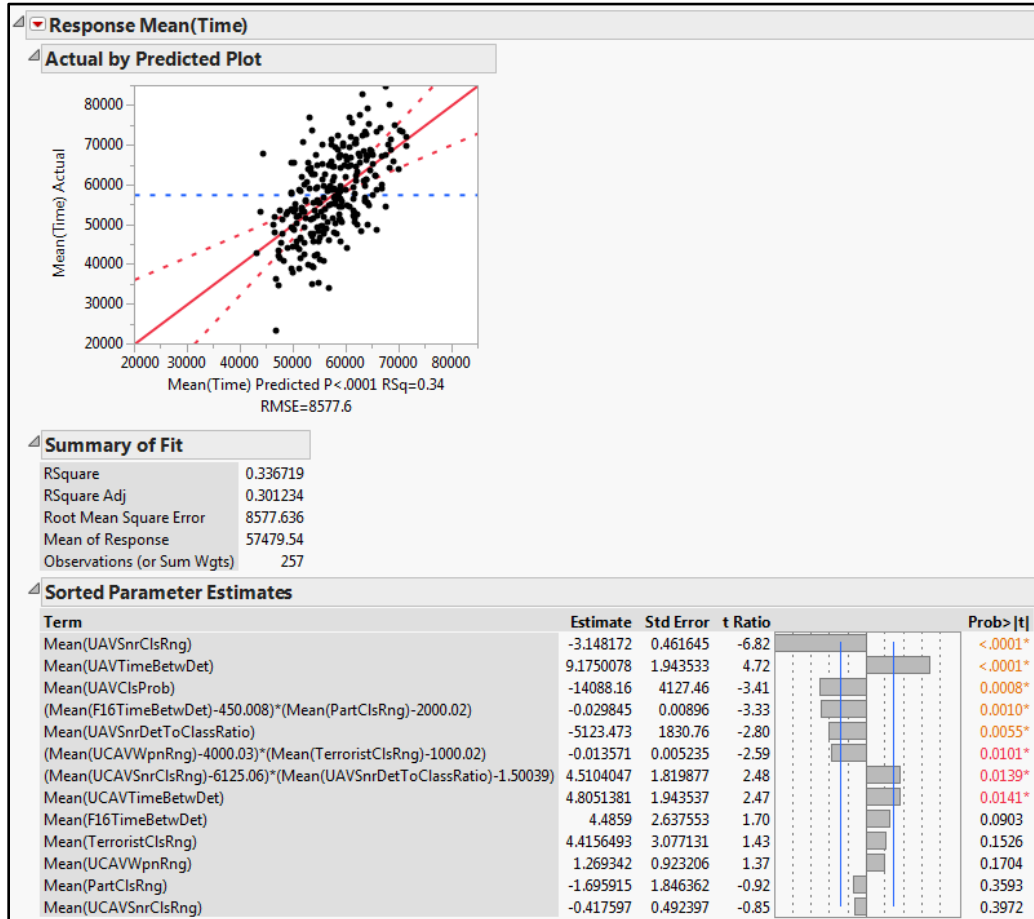 Response Mean(Time)
Actual by Predicted Plot
80000
70000
60000
50000
40000
30000
20000
Mean(Time) Actual
20000 30000 40000 50000 60000 70000 80000
Mean(Time) Predicted P<.0001 RSq=0.34
RMSE=8577.6
Summary of Fit
RSquare 0.336719
RSquare Adj 0.301234
Root Mean Square Error 8577.636
Mean of Response 57479.54
Observations (or Sum Wgts) 257
Sorted Parameter Estimates
Term Estimate Std Error t Ratio Prob>|t|
Mean(UAVSnrClsRng) -3.148172 0.461645 -6.82 <.0001*
Mean(UAVTimeBetwDet) 9.1750078 1.943533 4.72 <.0001*
Mean(UAVClsProb) -14088.16 4127.46 -3.41 0.0008*
(Mean(F16TimeBetwDet)-450.008)*(Mean(PartClsRng)-2000.02) -0.029845 0.00896 -3.33 0.0010*
Mean(UAVSnrDetToClassRatio) -5123.473 1830.76 -2.80 0.0055*
(Mean(UCAVWpnRng)-4000.03)*(Mean(TerroristClsRng)-1000.02) -0.013571 0.005235 -2.59 0.0101*
(Mean(UCAVSnrClsRng)-6125.06)*(Mean(UAVSnrDetToClassRatio)-1.50039) 4.5104047 1.819877 2.48 0.0139*
Mean(UCAVTimeBetwDet) 4.8051381 1.943537 2.47 0.0141*
Mean(F16TimeBetwDet) 4.4859 2.637553 1.70 0.0903
Mean(TerroristClsRng) 4.4156493 3.077131 1.43 0.1526
Mean(UCAVWpnRng) 1.269342 0.923206 1.37 0.1704
Mean(PartClsRng) -1.695915 1.846362 -0.92 0.3593
Mean(UCAVSnrClsRng) -0.417597 0.492397 -0.85 0.3972